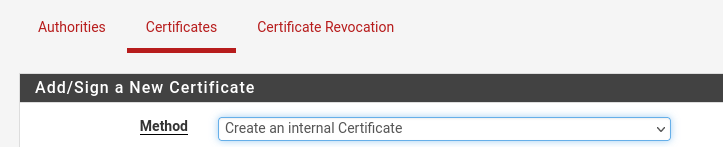 Authorities Certificates Certificate Revocation
Add/Sign a New Certificate
Method Create an internal Certificate